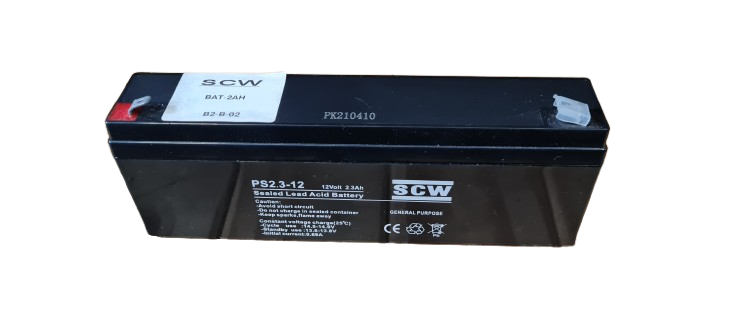 SCW
BAT-2AH
B2-B-02
PK210410
PS2.3-12
12Volt 2.3Ah
Sealed Lead Acid Battery
Caution:
-Avoid short circuit
-Do not charge in sealed container
-Keep sparks,flame away
Constant voltage charge(25℃)
-Cycle use :14.5-14.9V
-Standby use :13.6-13.8V
-Initial current:0.69A
SCW
GENERAL PURPOSE
CE
Pb